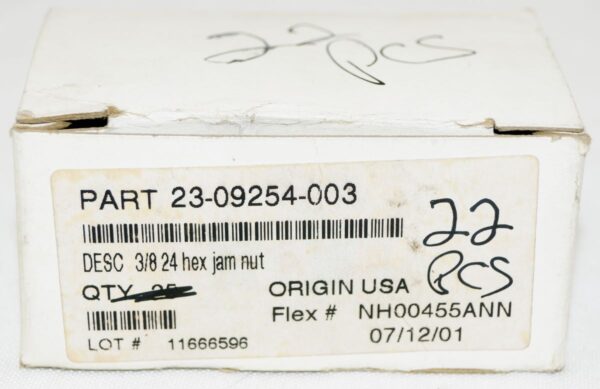 22
PCS
PART 23-09254-003
DESC 3/8 24 hex jam nut
22
PCS
QTY 25
ORIGIN USA
Flex # NH00455ANN
LOT # 11666596
07/12/01